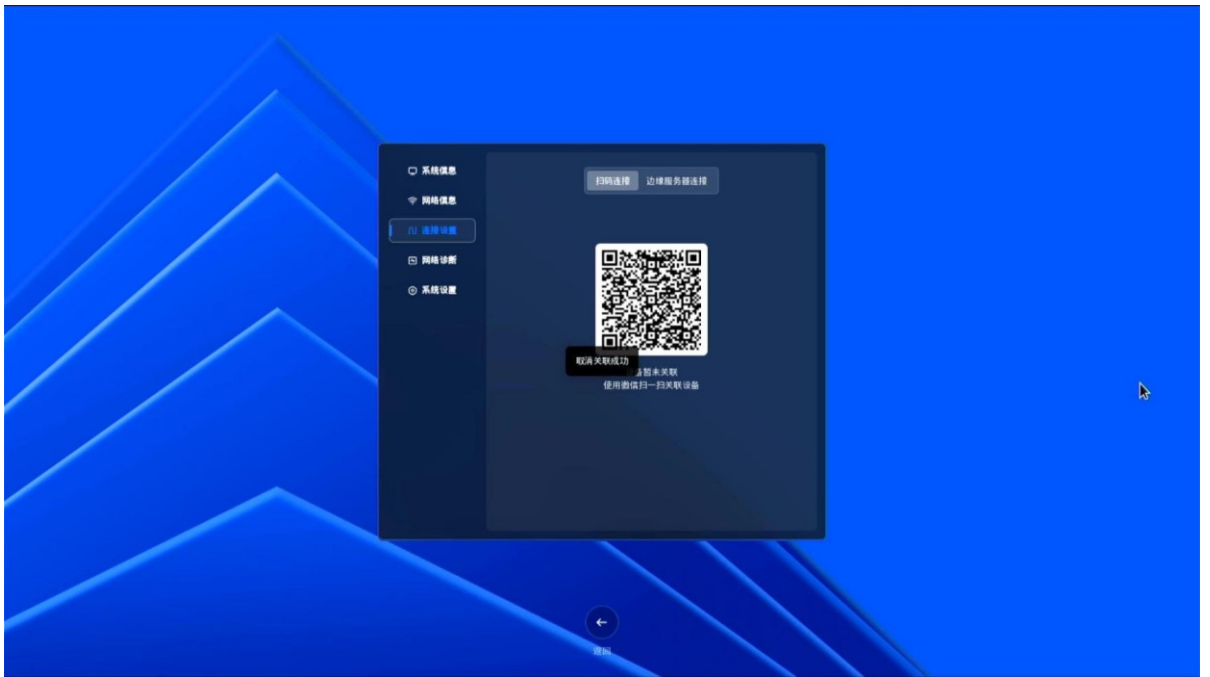 系统信息
网络信息
连接设置
网络诊断
系统设置
扫码连接 边缘服务器连接
取消关联成功
备暂未关联
使用微信扫一扫关联设备
返回